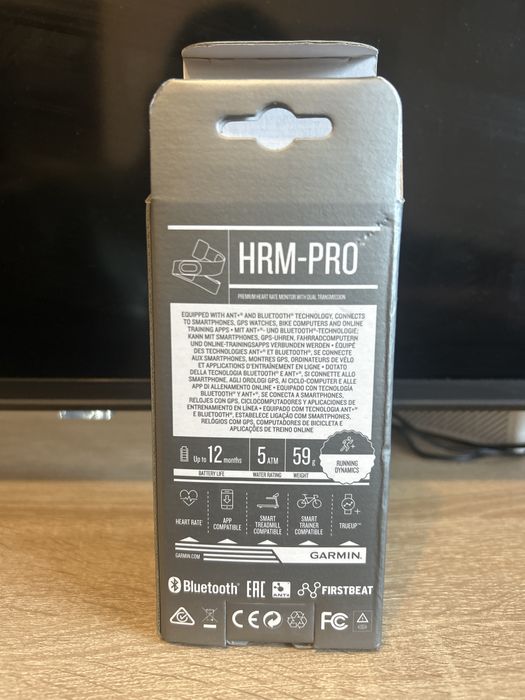 HRM-PRO™
PREMIUM HEART RATE MONITOR WITH DUAL TRANSMISSION
EQUIPPED WITH ANT+® AND BLUETOOTH® TECHNOLOGY, CONNECTS
TO SMARTPHONES, GPS WATCHES, BIKE COMPUTERS AND ONLINE
TRAINING APPS • MIT ANT+®- UND BLUETOOTH®-TECHNOLOGIE;
KANN MIT SMARTPHONES, GPS-UHREN, FAHRRADCOMPUTERN
UND ONLINE-TRAININGSAPPS VERBUNDEN WERDEN • ÉQUIPÉ
DES TECHNOLOGIES ANT+® ET BLUETOOTH®, SE CONNECTE
AUX SMARTPHONES, MONTRES GPS, ORDINATEURS DE VÉLO
ET APPLICATIONS D'ENTRAÎNEMENT EN LIGNE • DOTATO
DELLA TECNOLOGIA BLUETOOTH® E ANT+®, SI CONNETTE ALLO
SMARTPHONE, AGLI OROLOGI GPS, AI CICLO-COMPUTER E ALLE
APP DI ALLENAMENTO ONLINE • EQUIPADO CON TECNOLOGÍA
BLUETOOTH® Y ANT+®, SE CONECTA A SMARTPHONES,
RELOJES CON GPS, CICLOCOMPUTADORES Y APLICACIONES DE
ENTRENAMIENTO EN LÍNEA • EQUIPADO COM TECNOLOGIA ANT+®
E BLUETOOTH®, ESTABELECE LIGAÇÃO COM SMARTPHONES,
RELÓGIOS COM GPS, COMPUTADORES DE BICICLETA E
APLICAÇÕES DE TREINO ONLINE
Up to 12 months
BATTERY LIFE
5 ATM
WATER RATING
59 g
WEIGHT
RUNNING
DYNAMICS
HEART RATE
APP
COMPATIBLE
SMART
TREADMILL
COMPATIBLE
SMART
TRAINER
COMPATIBLE
TRUEUP™
GARMIN.COM
GARMIN.
Bluetooth®
EAC
ANT+
FIRSTBEAT
CE
FC